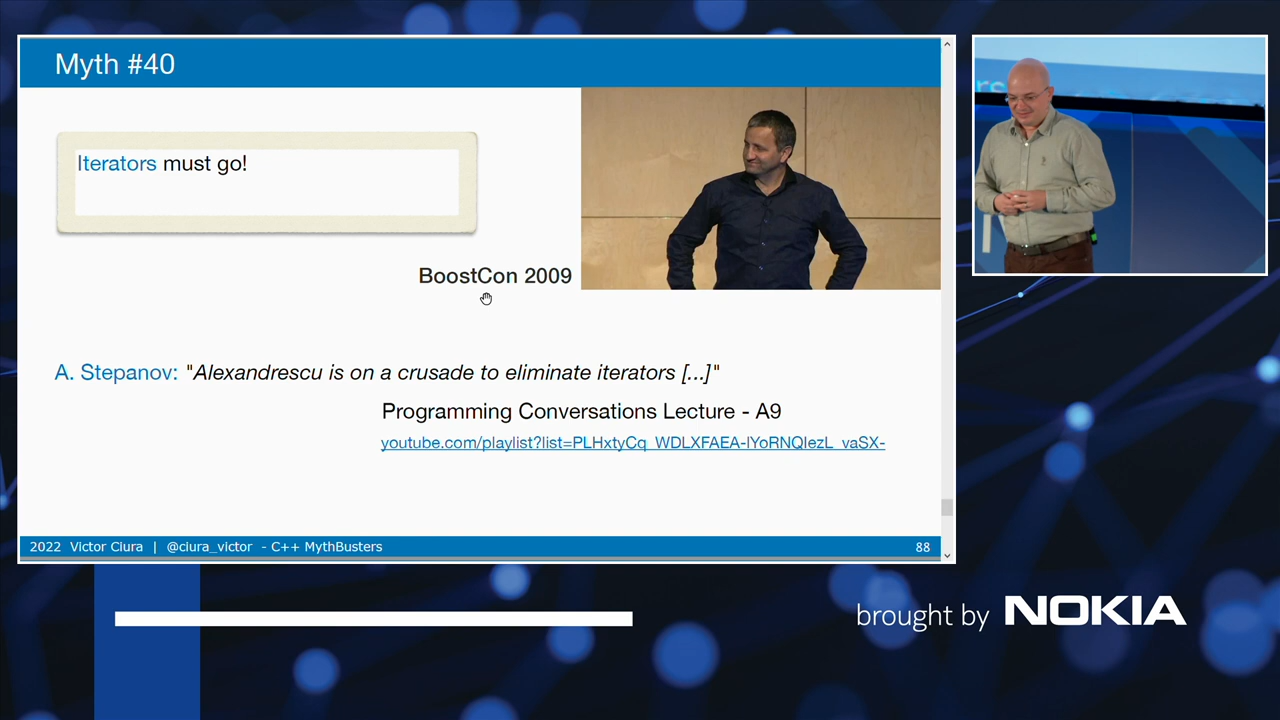 Myth #40
Iterators must go!
BoostCon 2009
A. Stepanov: "Alexandrescu is on a crusade to eliminate iterators [...]"
Programming Conversations Lecture - A9
youtube.com/playlist?list=PLHxtyCq_WDLXFAEA-lYoRNQIezL_vaSX-
2022 Victor Ciura | @ciura_victor - C++ MythBusters
88
brought by NOKIA